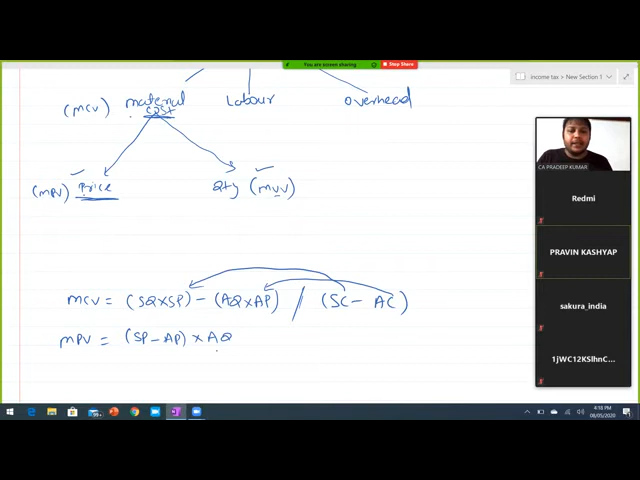 You are screen sharing Stop Share
income tax > New Section 1
(MCV) material Labour overhead
cost
(MPV) Price Qty (MUV)
MCV = (SQ×SP) – (AQ×AP) / (SC – AC)
MPV = (SP – AP) × AQ
CA PRADEEP KUMAR
Redmi
PRAVIN KASHYAP
sakura_india
1jWC12KSlhnC...
99+
4:18 PM
08/05/2020